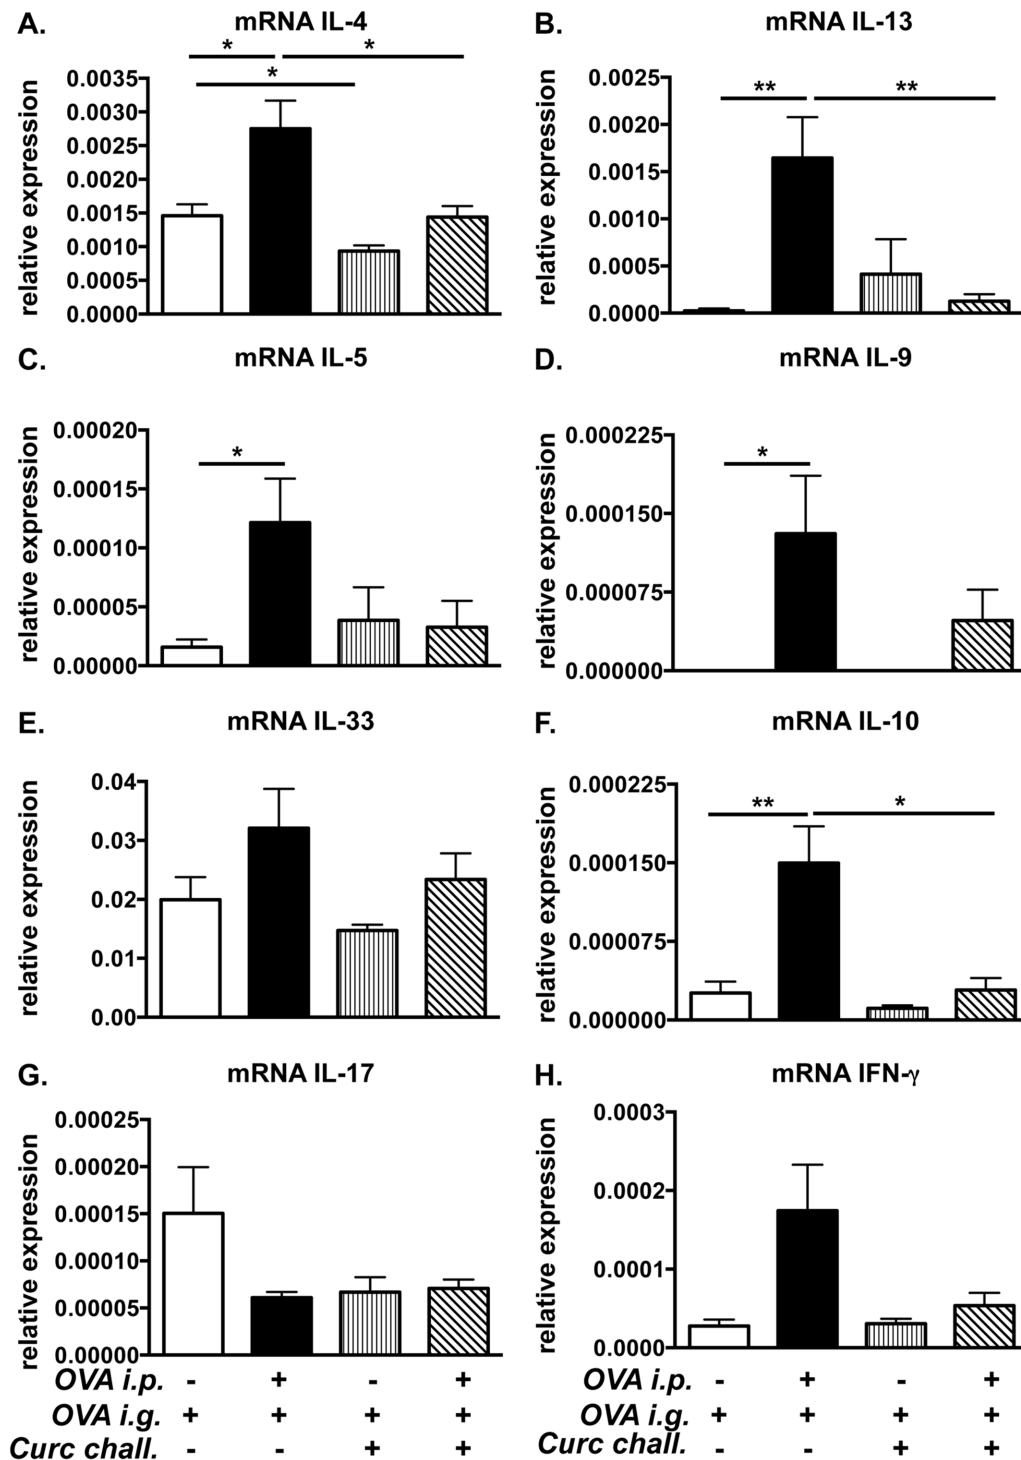 A. mRNA IL-4
* *
*
relative expression
0.0035
0.0030
0.0025
0.0020
0.0015
0.0010
0.0005
0.0000
B. mRNA IL-13
** **
relative expression
0.0025
0.0020
0.0015
0.0010
0.0005
0.0000
C. mRNA IL-5
*
relative expression
0.00020
0.00015
0.00010
0.00005
0.00000
D. mRNA IL-9
*
relative expression
0.000225
0.000150
0.000075
0.000000
E. mRNA IL-33
relative expression
0.04
0.03
0.02
0.01
0.00
F. mRNA IL-10
** *
relative expression
0.000225
0.000150
0.000075
0.000000
G. mRNA IL-17
relative expression
0.00025
0.00020
0.00015
0.00010
0.00005
0.00000
OVA i.p. - + - +
OVA i.g. + + + +
Curc chall. - - + +
H. mRNA IFN-γ
relative expression
0.0003
0.0002
0.0001
0.0000
OVA i.p. - + - +
OVA i.g. + + + +
Curc chall. - - + +